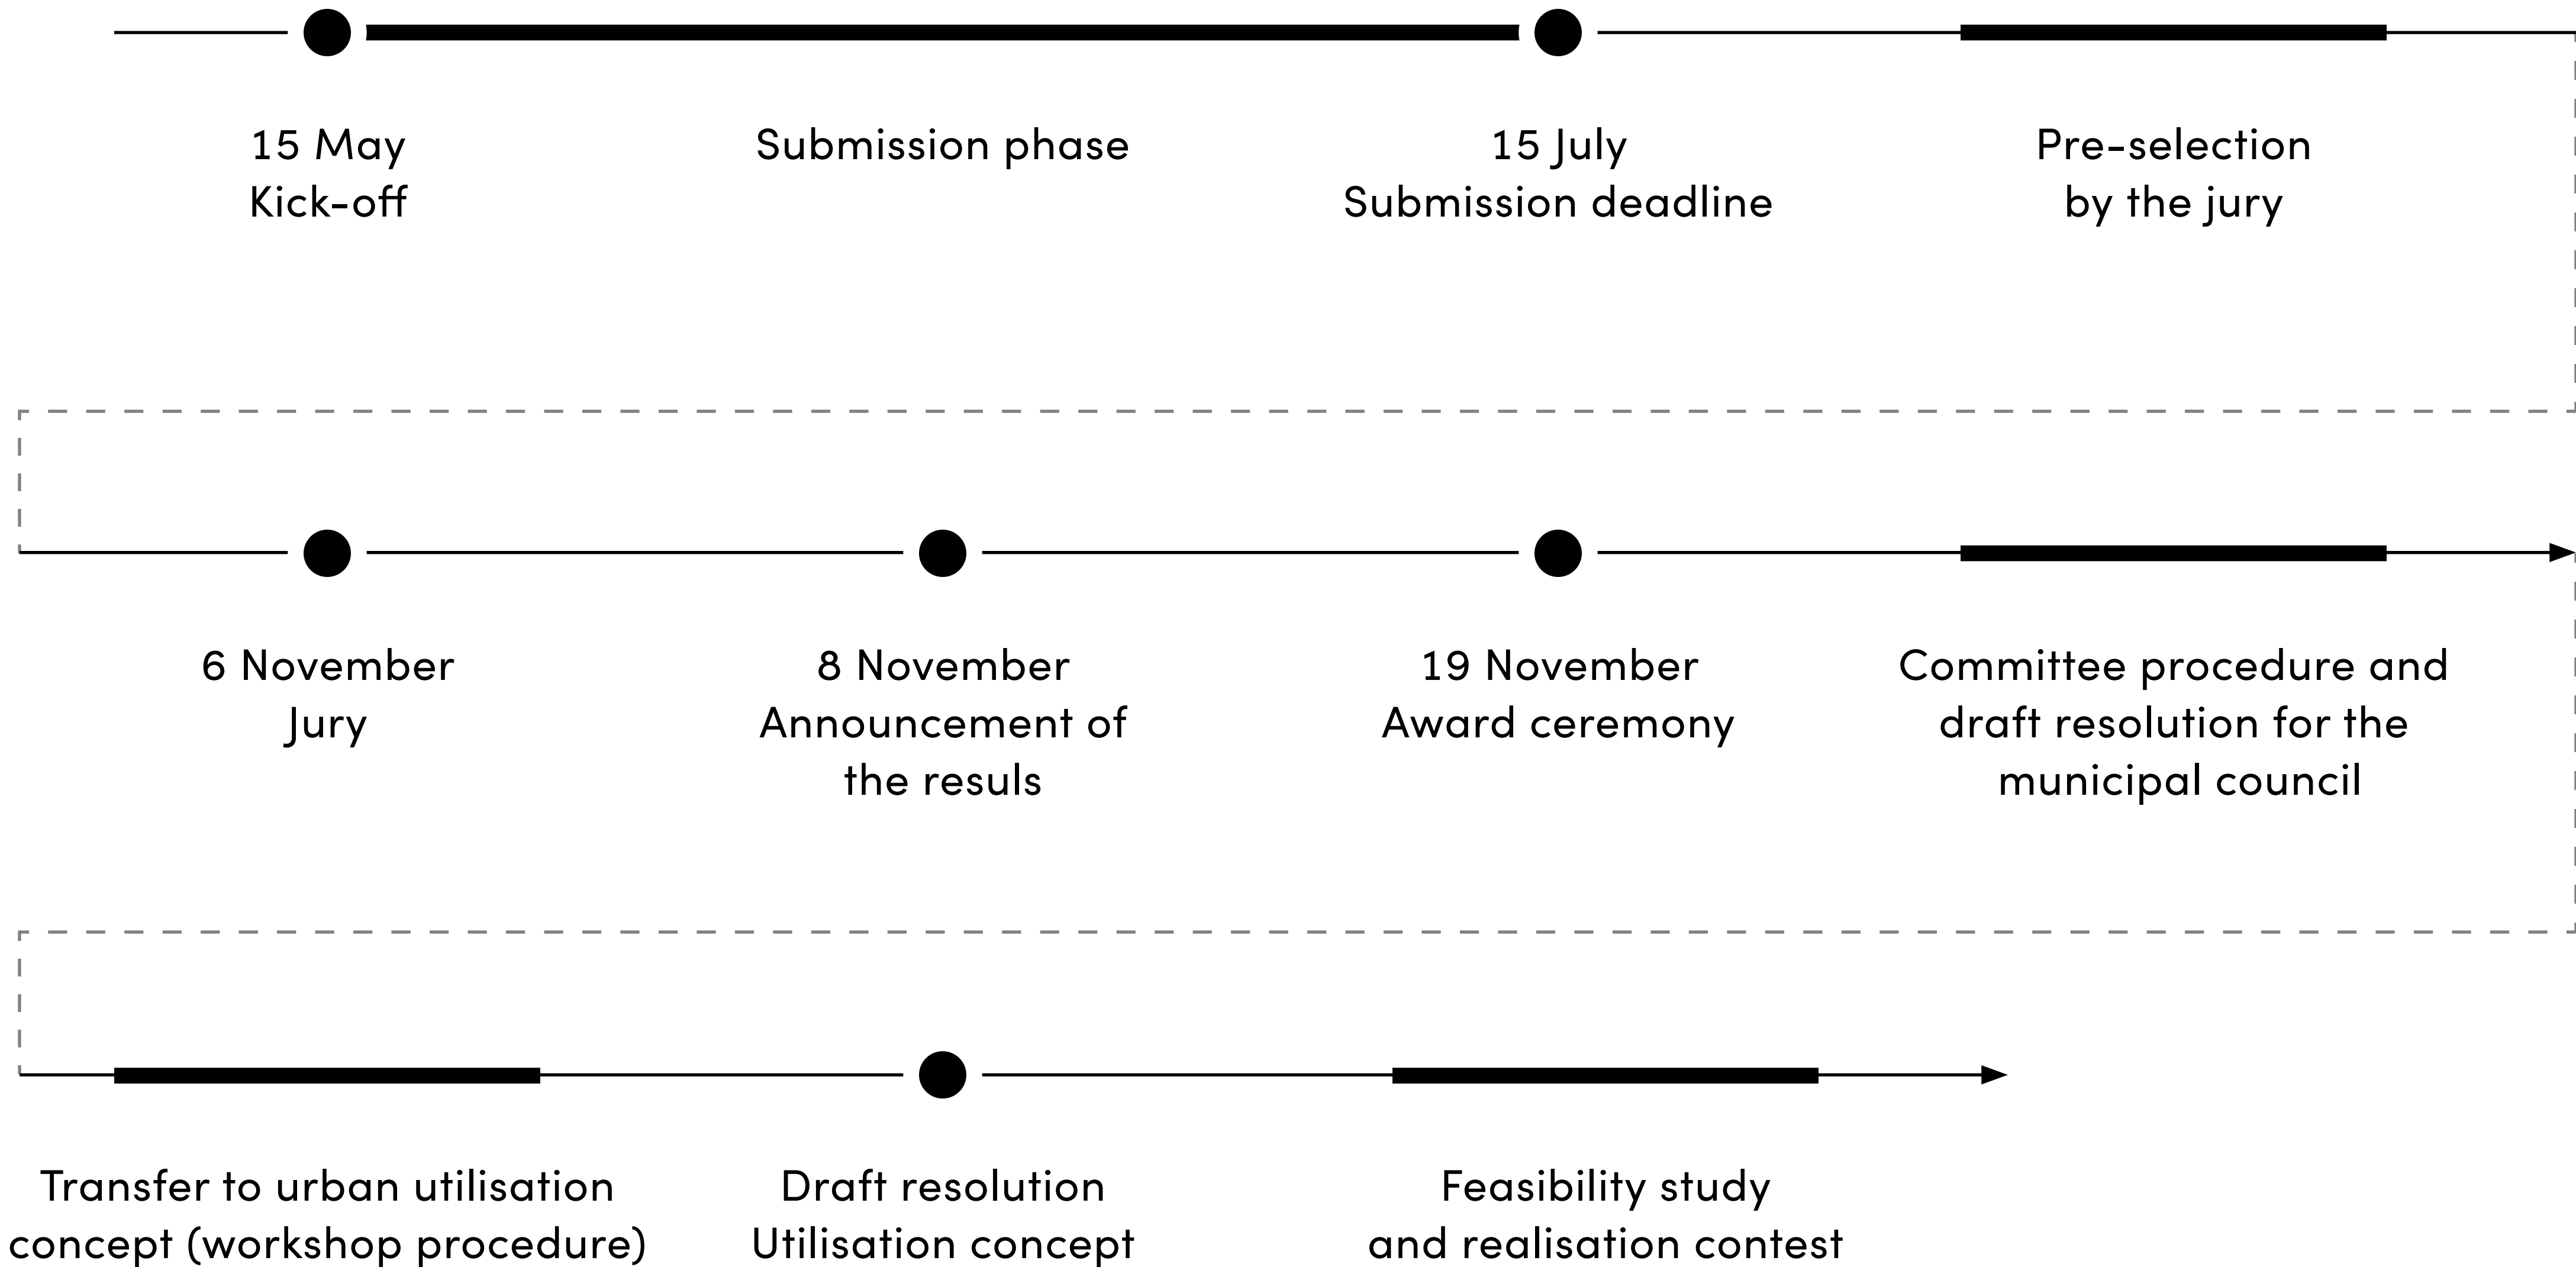 15 May
Kick-off
Submission phase
15 July
Submission deadline
Pre-selection
by the jury
6 November
Jury
8 November
Announcement of
the resuls
19 November
Award ceremony
Committee procedure and
draft resolution for the
municipal council
Transfer to urban utilisation
concept (workshop procedure)
Draft resolution
Utilisation concept
Feasibility study
and realisation contest